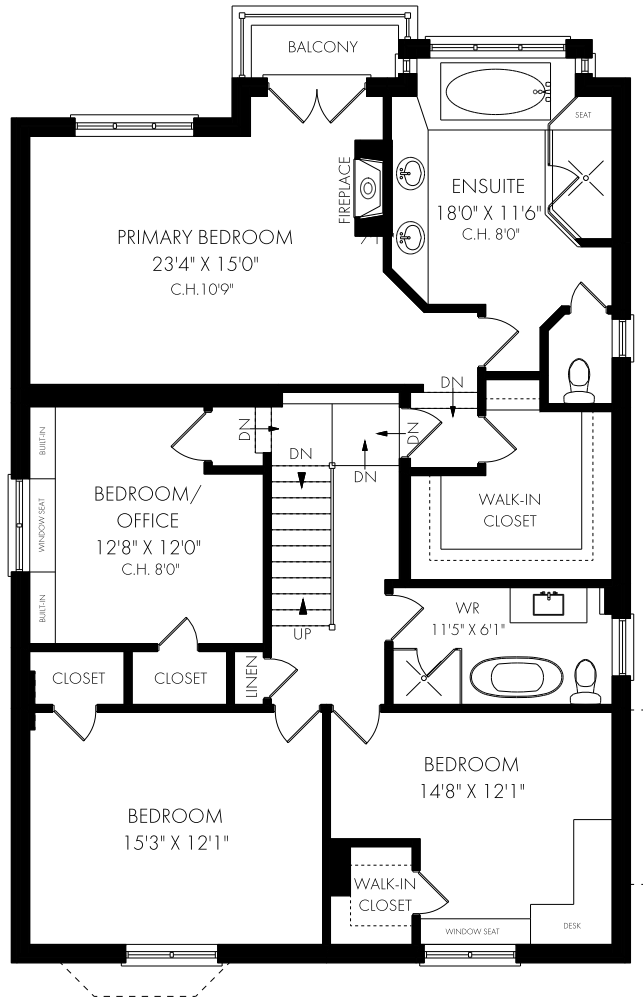 BALCONY
SEAT
FIREPLACE
ENSUITE
18'0" X 11'6"
C.H. 8'0"
PRIMARY BEDROOM
23'4" X 15'0"
C.H.10'9"
DN
DN
DN
DN
DN
BUILT-IN
WINDOW SEAT
BUILT-IN
BEDROOM/
OFFICE
12'8" X 12'0"
C.H. 8'0"
WALK-IN
CLOSET
UP
WR
11'5" X 6'1"
CLOSET
CLOSET
LINEN
BEDROOM
14'8" X 12'1"
BEDROOM
15'3" X 12'1"
WALK-IN
CLOSET
WINDOW SEAT
DESK